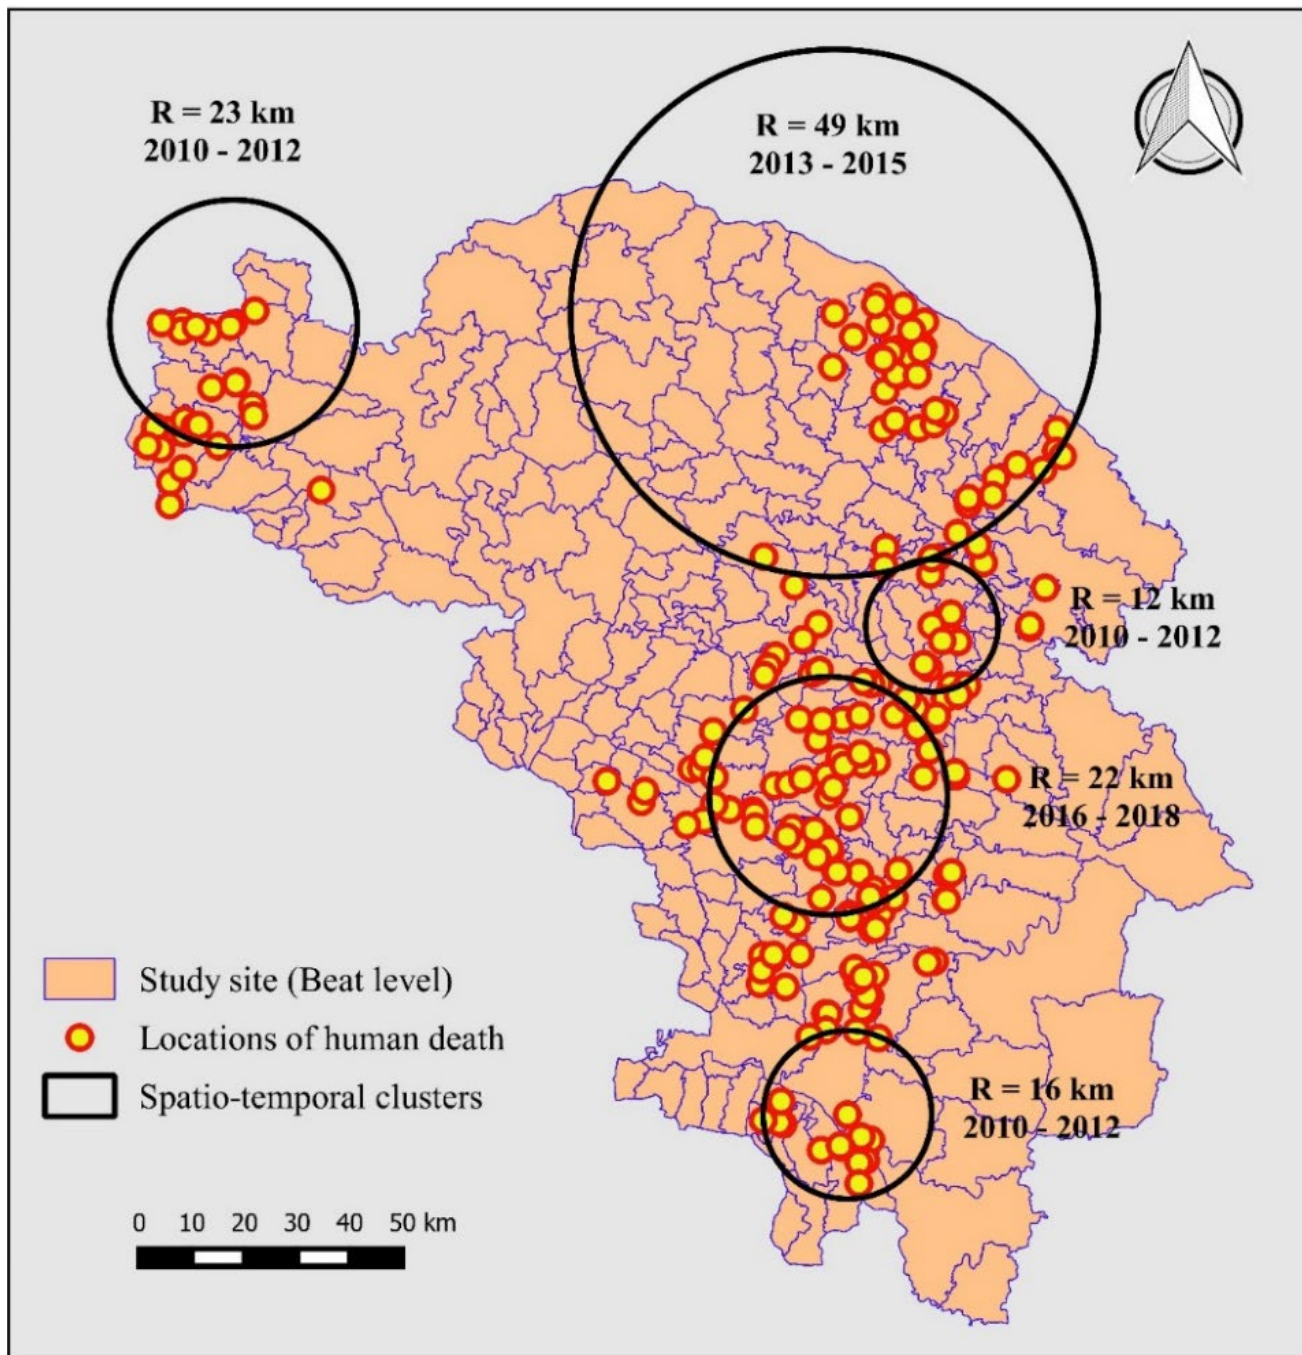 R = 23 km
2010 - 2012
R = 49 km
2013 - 2015
R = 12 km
2010 - 2012
R = 22 km
2016 - 2018
Study site (Beat level)
Locations of human death
Spatio-temporal clusters
R = 16 km
2010 - 2012
0 10 20 30 40 50 km